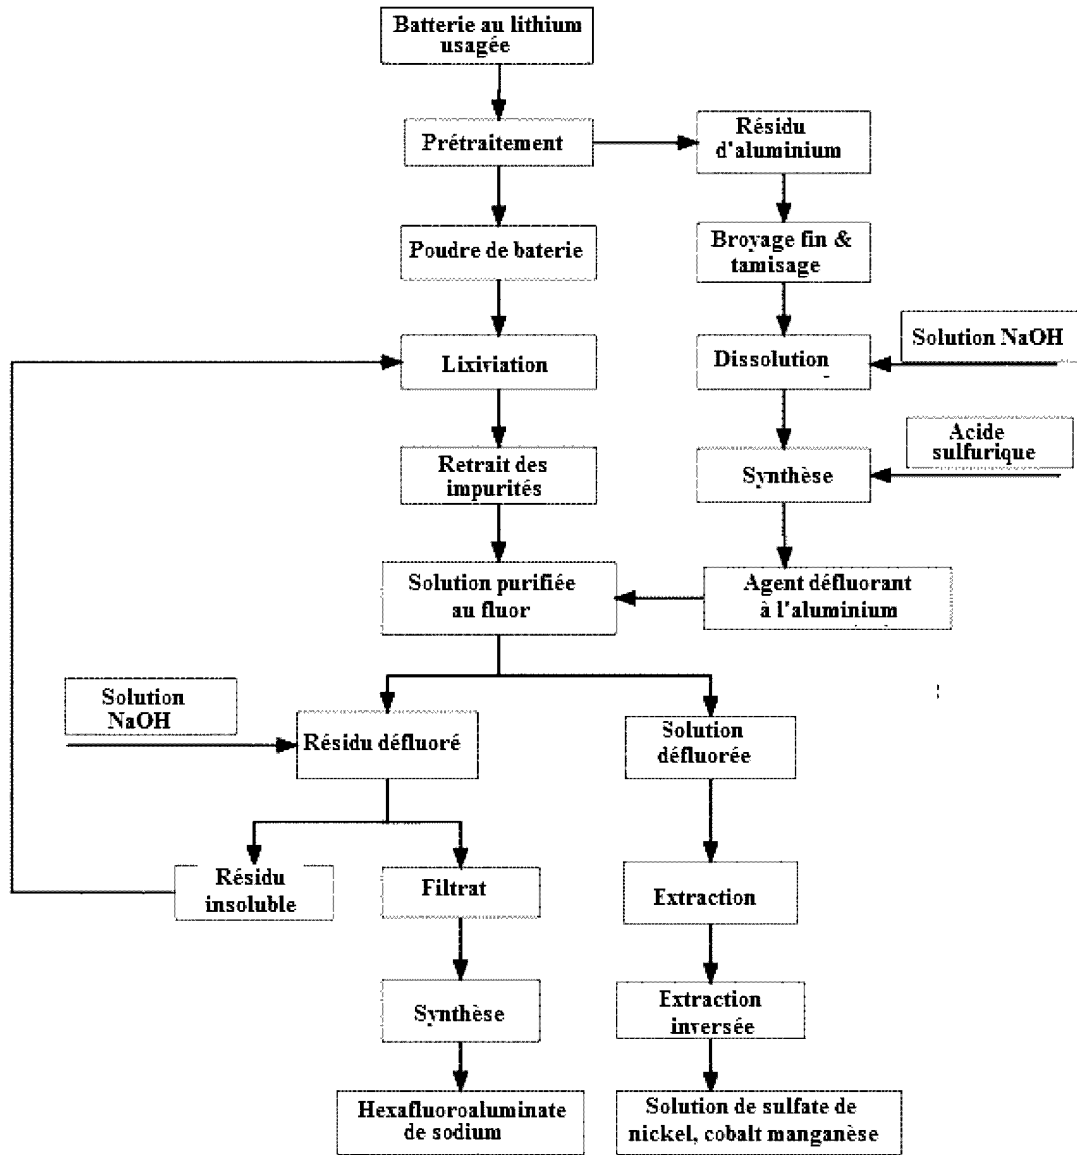 Batterie au lithium
usagée
Prétraitement
Résidu
d'aluminium
Poudre de baterie
Broyage fin &
tamisage
Solution NaOH
Lixiviation
Dissolution
Acide
sulfurique
Retrait des
impurités
Synthèse
Solution purifiée
au fluor
Agent défluorant
à l'aluminium
Solution
NaOH
Résidu défluoré
Solution
défluorée
Résidu
insoluble
Filtrat
Extraction
Synthèse
Extraction
inversée
Hexafluoroaluminate
de sodium
Solution de sulfate de
nickel, cobalt manganèse